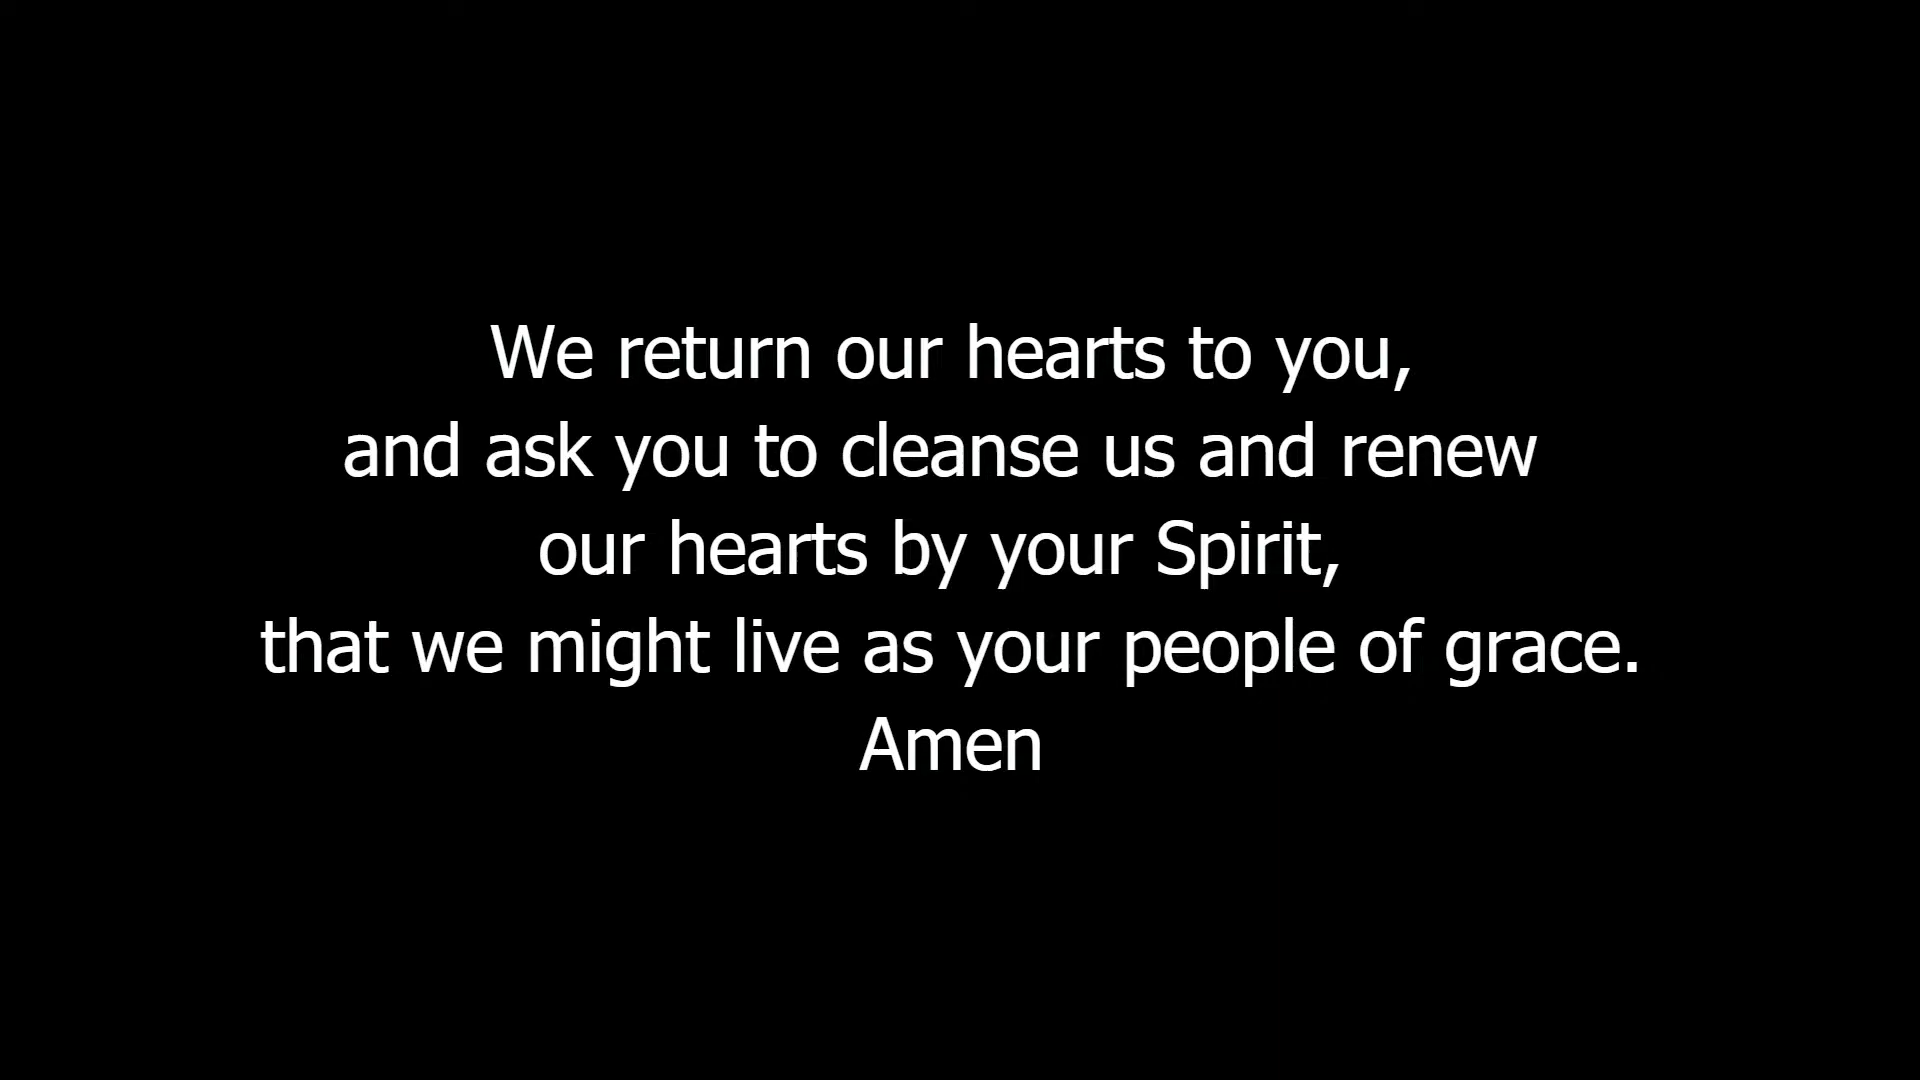 We return our hearts to you,
and ask you to cleanse us and renew
our hearts by your Spirit,
that we might live as your people of grace.
Amen